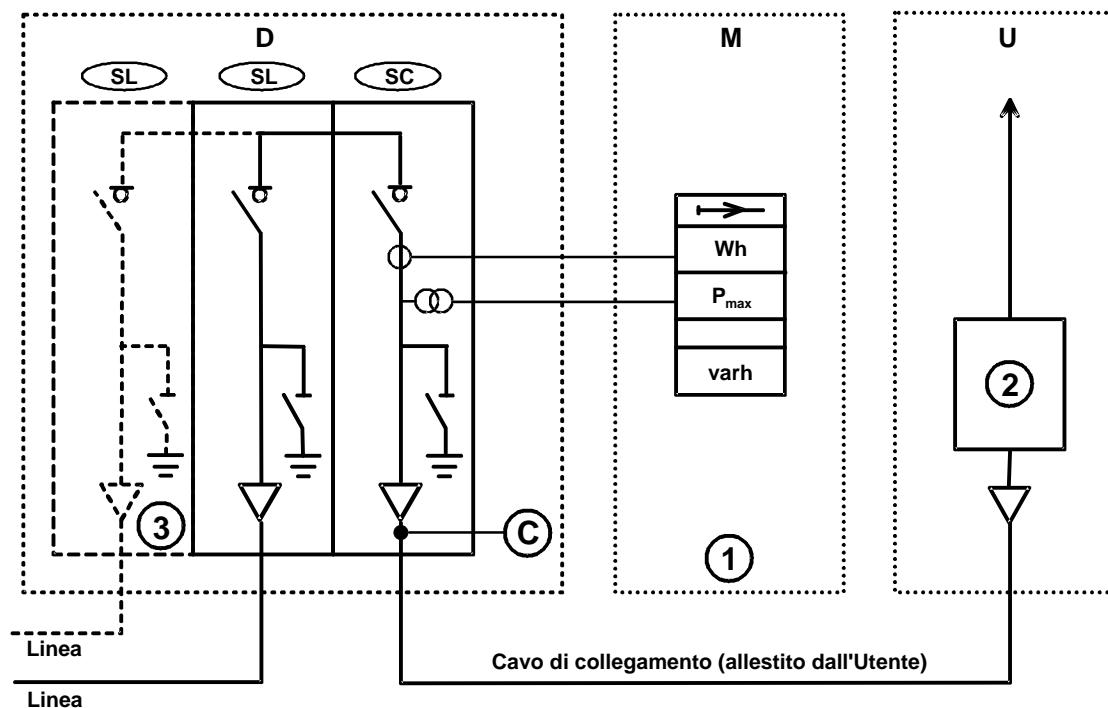 D
M
U
SL
SL
SC
Wh
Pmax
varh
2
3
C
1
Linea
Cavo di collegamento (allestito dall'Utente)
Linea